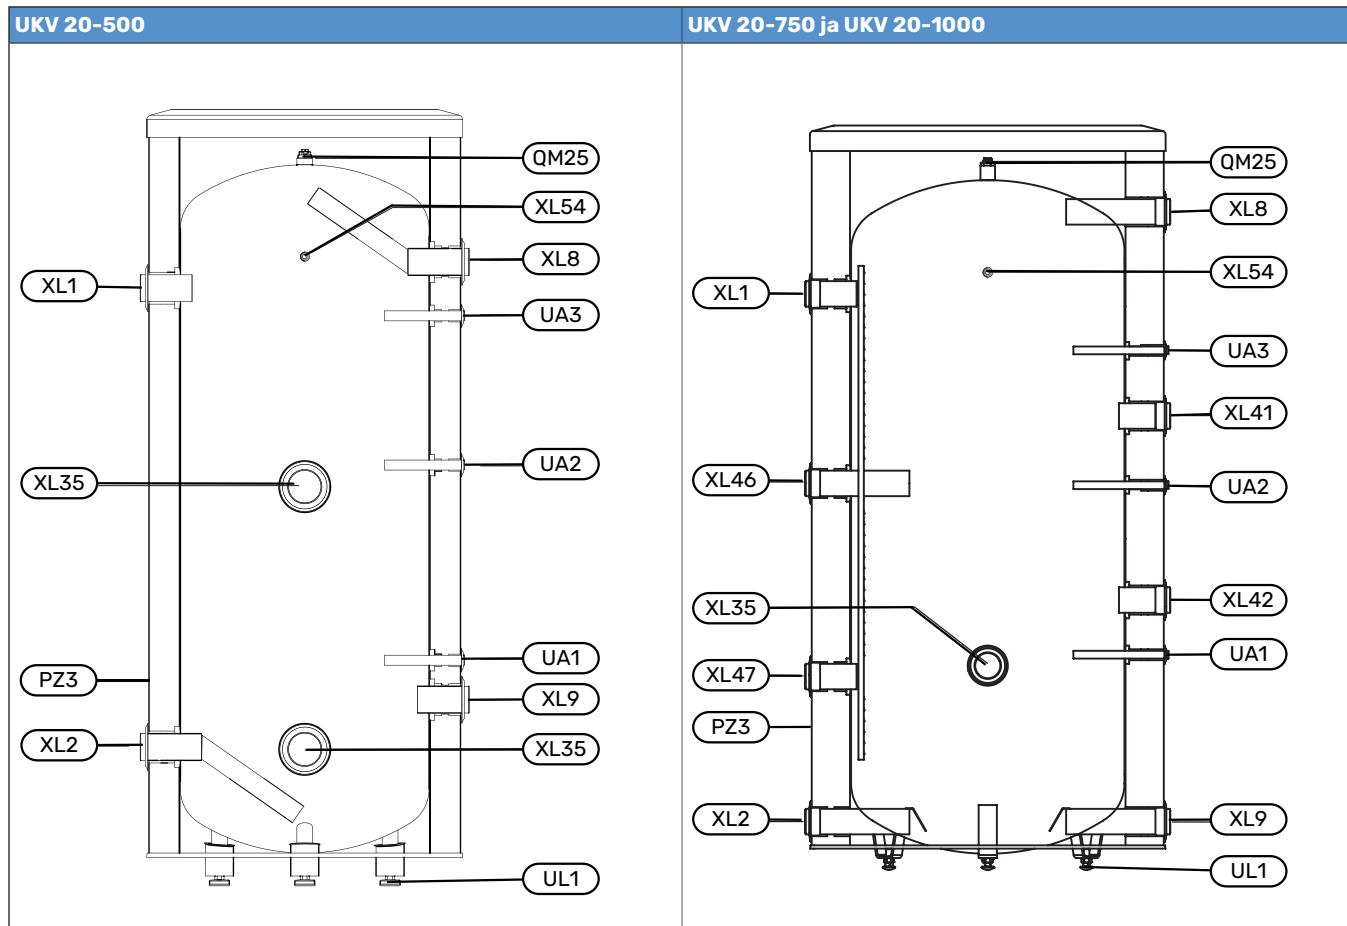 UKV 20-500
UKV 20-750 ja UKV 20-1000
QM25
XL54
XL8
XL1
UA3
UA2
XL35
UA1
PZ3
XL9
XL2
XL35
UL1
QM25
XL8
XL54
XL1
UA3
XL41
XL46
UA2
XL35
XL42
UA1
XL47
PZ3
XL2
XL9
UL1